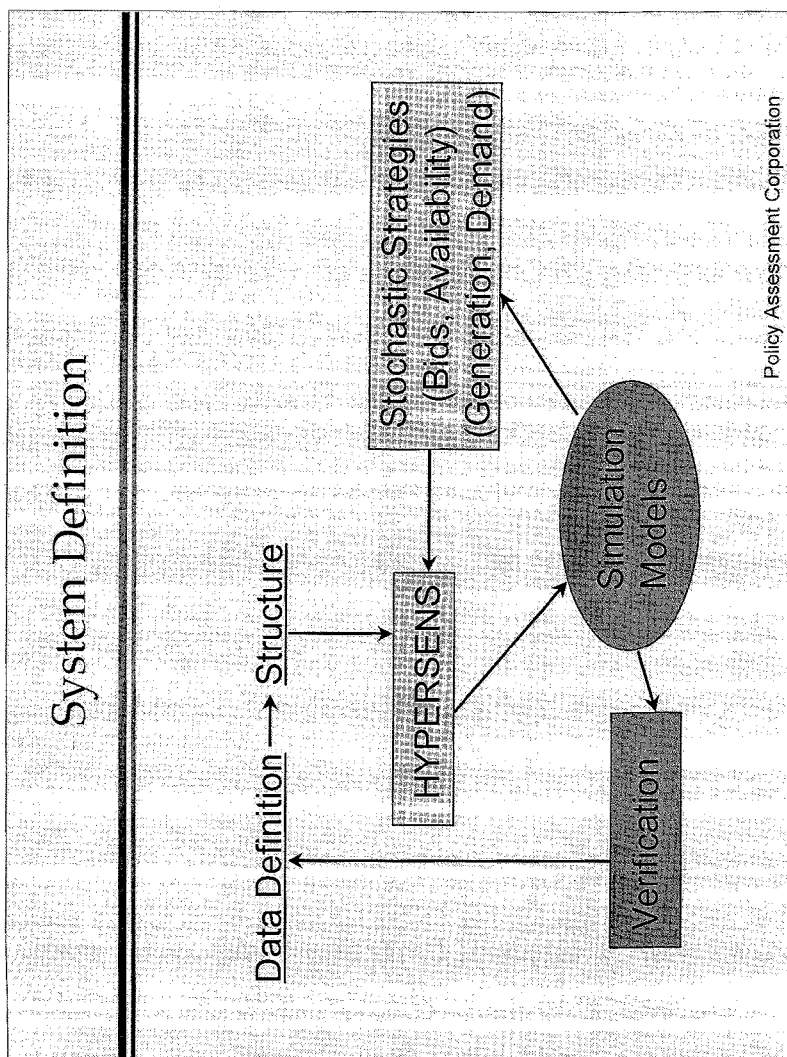 System Definition
Data Definition
Structure
HYPERSENS
Stochastic Strategies
(Bids, Availability)
(Generation, Demand)
Verification
Simulation
Models
Policy Assessment Corporation